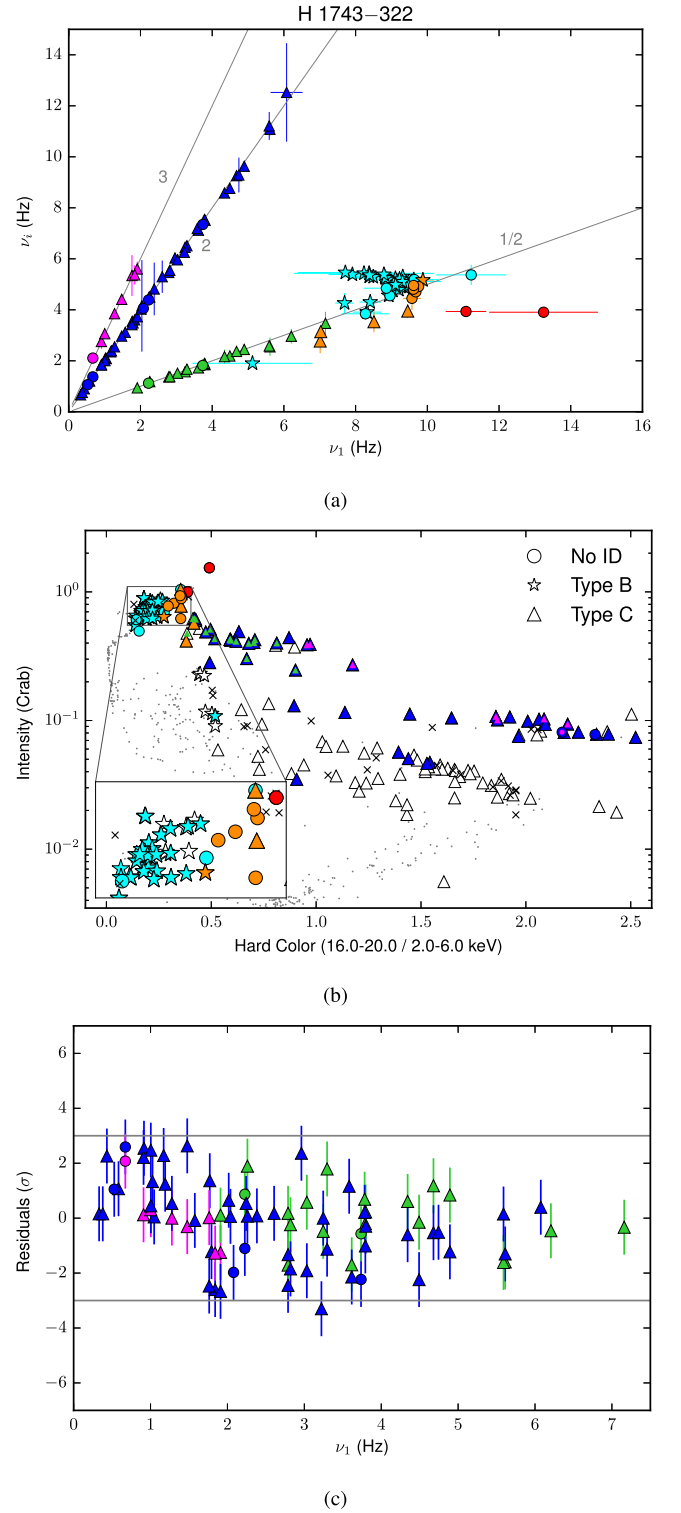 H 1743−322
14
12
10
8
6
4
2
0
3
2
1/2
νi (Hz)
0 2 4 6 8 10 12 14 16
ν1 (Hz)
(a)
No ID
Type B
Type C
10^0
10^−1
10^−2
Intensity (Crab)
0.0 0.5 1.0 1.5 2.0 2.5
Hard Color (16.0-20.0 / 2.0-6.0 keV)
(b)
6
4
2
0
−2
−4
−6
Residuals (σ)
0 1 2 3 4 5 6 7
ν1 (Hz)
(c)